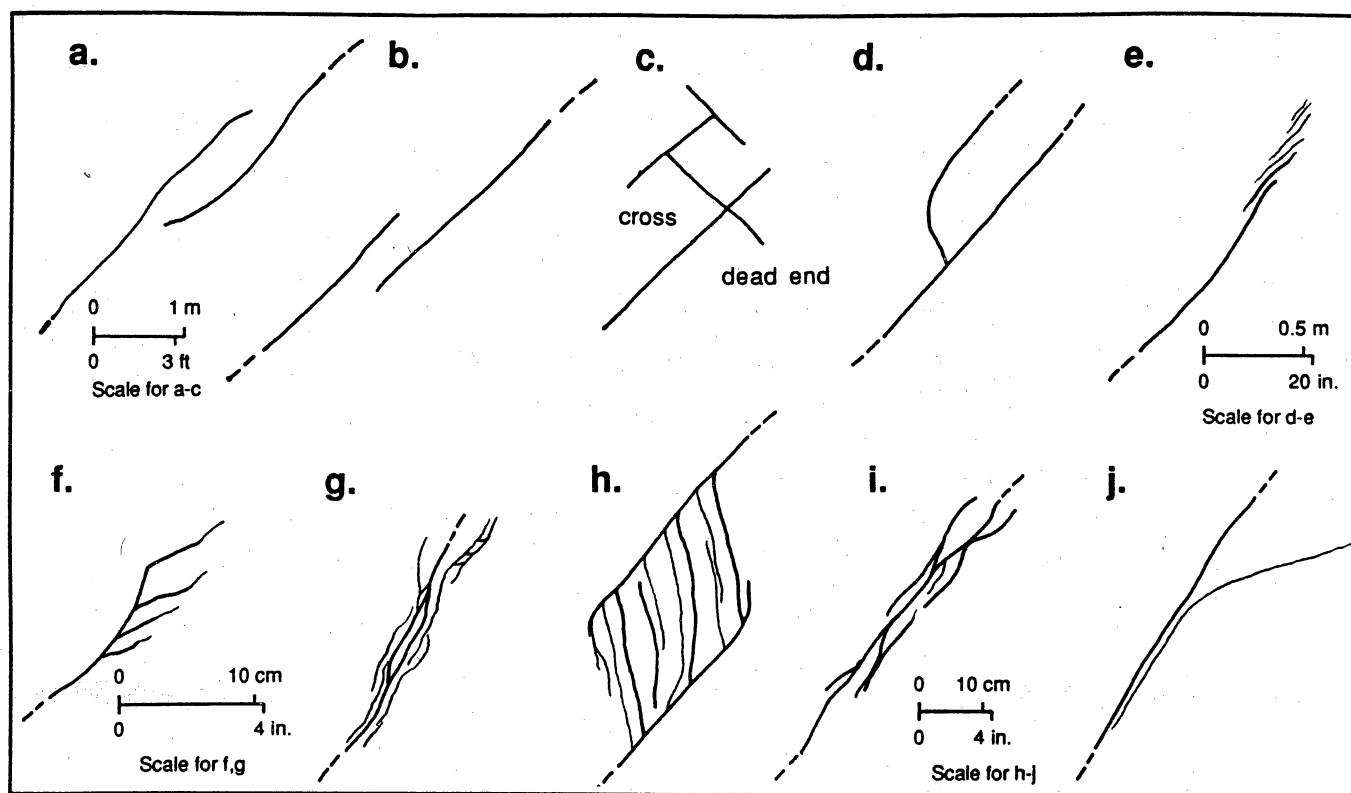 a.
b.
c.
d.
e.
cross
dead end
0 1 m
0 3 ft
Scale for a-c
0 0.5 m
0 20 in.
Scale for d-e
f.
g.
h.
i.
j.
0 10 cm
0 4 in.
Scale for f,g
0 10 cm
0 4 in.
Scale for h-j